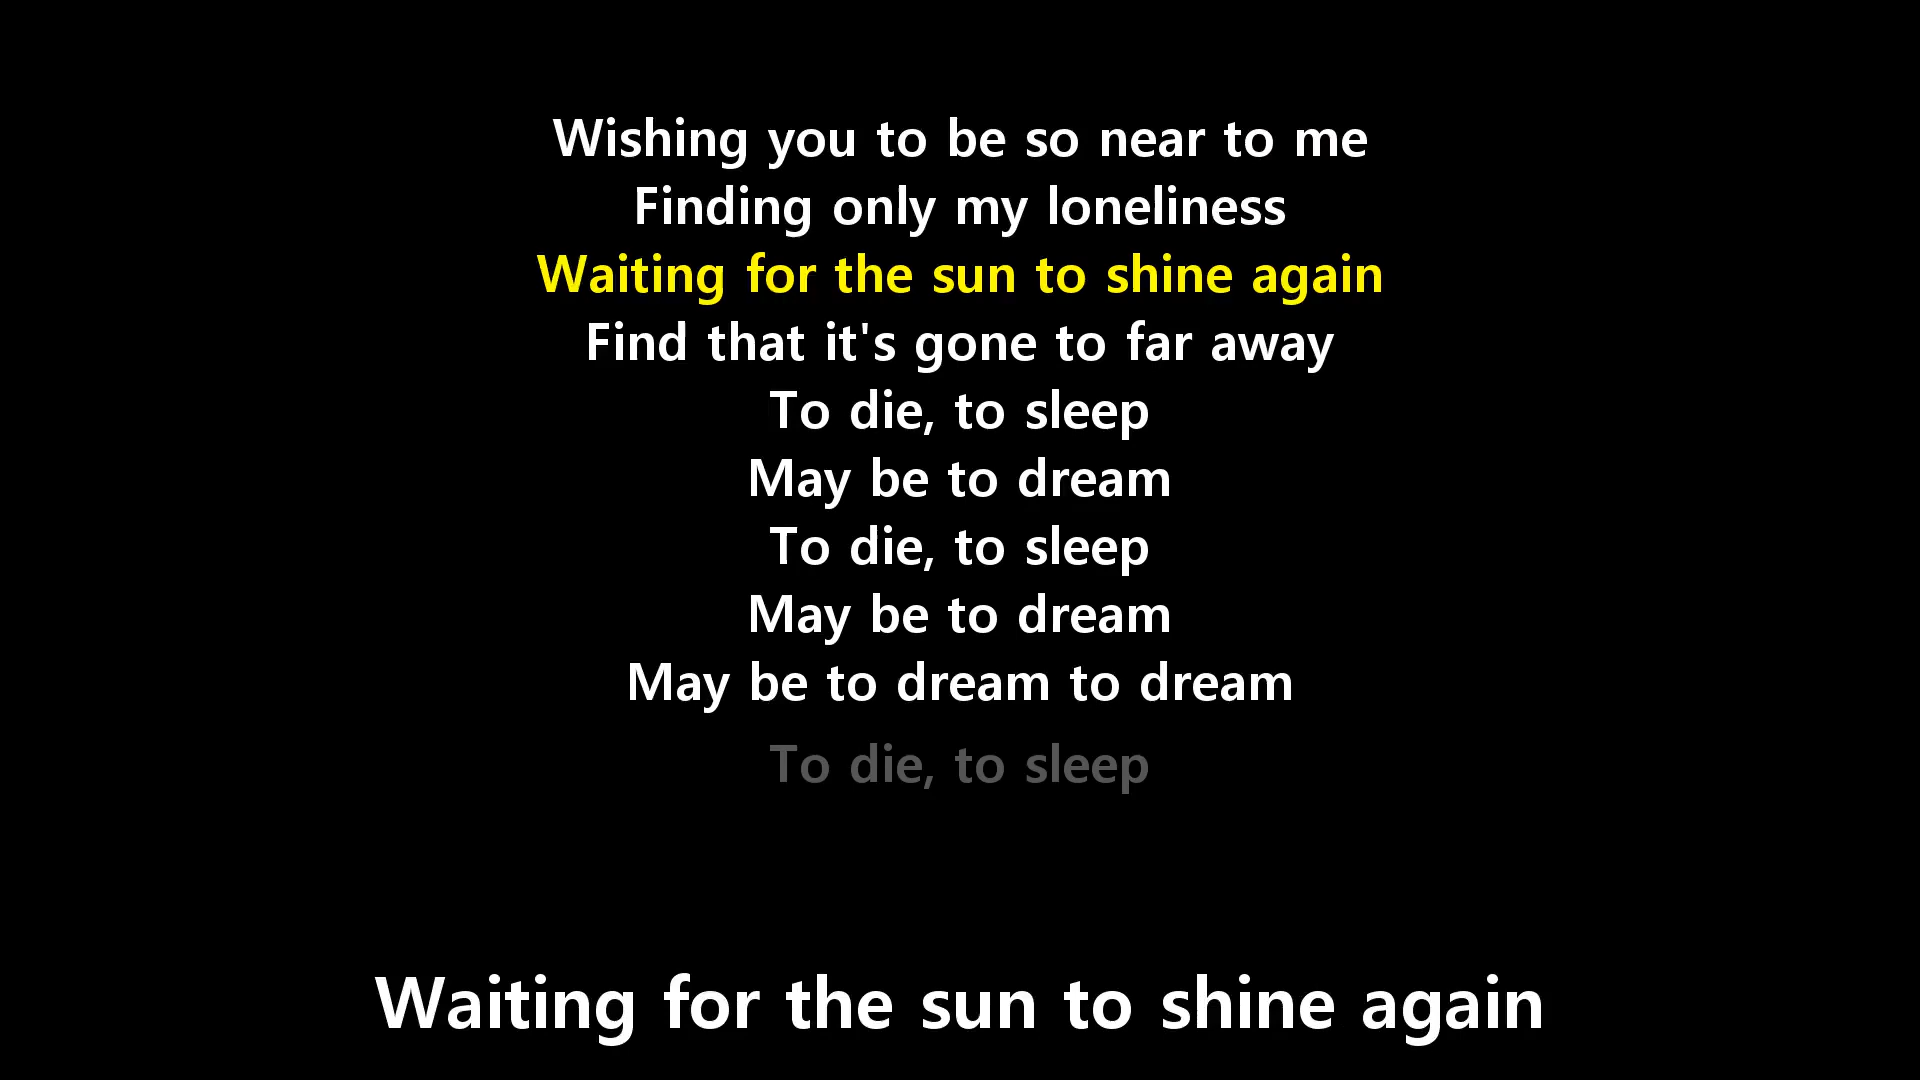 Wishing you to be so near to me
Finding only my loneliness
Waiting for the sun to shine again
Find that it's gone to far away
To die, to sleep
May be to dream
To die, to sleep
May be to dream
May be to dream to dream
To die, to sleep
Waiting for the sun to shine again